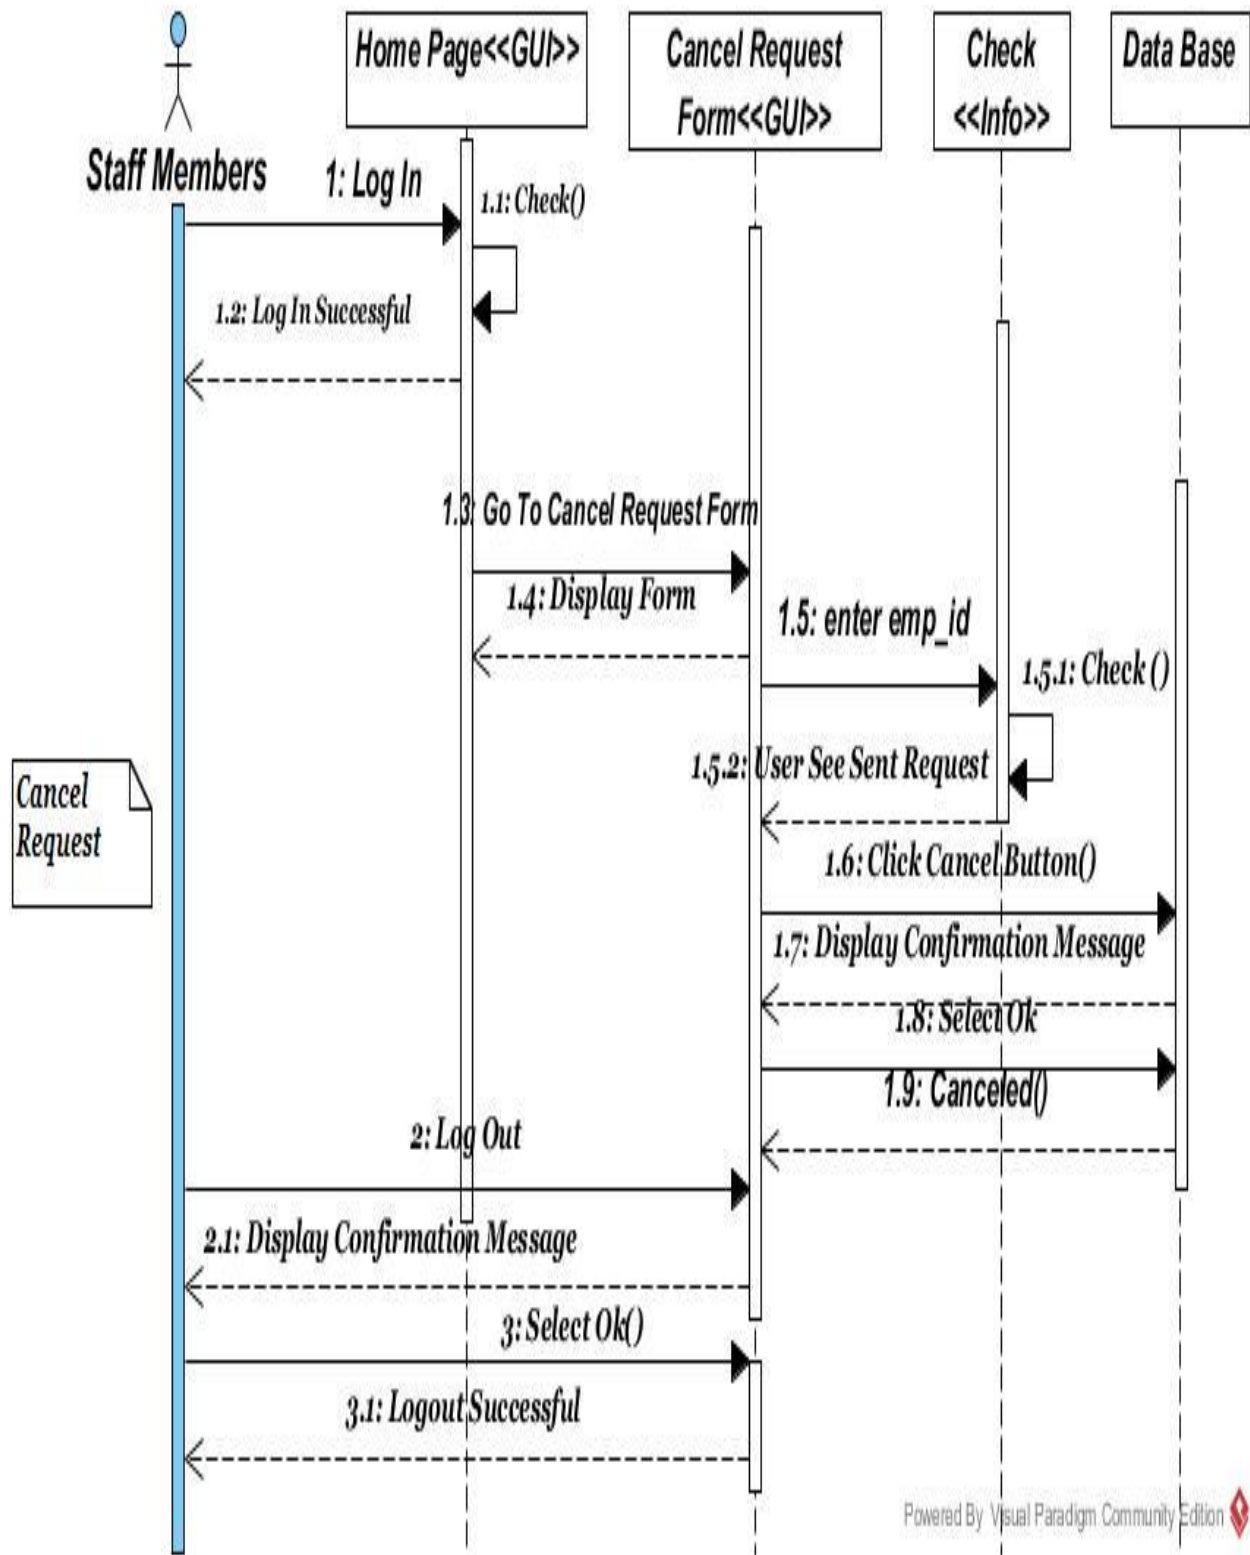 Home Page<<GUI>>
Cancel Request
Form<<GUI>>
Check
<<Info>>
Data Base
Staff Members
1: Log In
1.1: Check()
1.2: Log In Successful
1.3: Go To Cancel Request Form
1.4: Display Form
1.5: enter emp_id
1.5.1: Check ()
1.5.2: User See Sent Request
Cancel
Request
1.6: Click Cancel Button()
1.7: Display Confirmation Message
1.8: Select Ok
1.9: Canceled()
2: Log Out
2.1: Display Confirmation Message
3: Select Ok()
3.1: Logout Successful
Powered By Visual Paradigm Community Edition